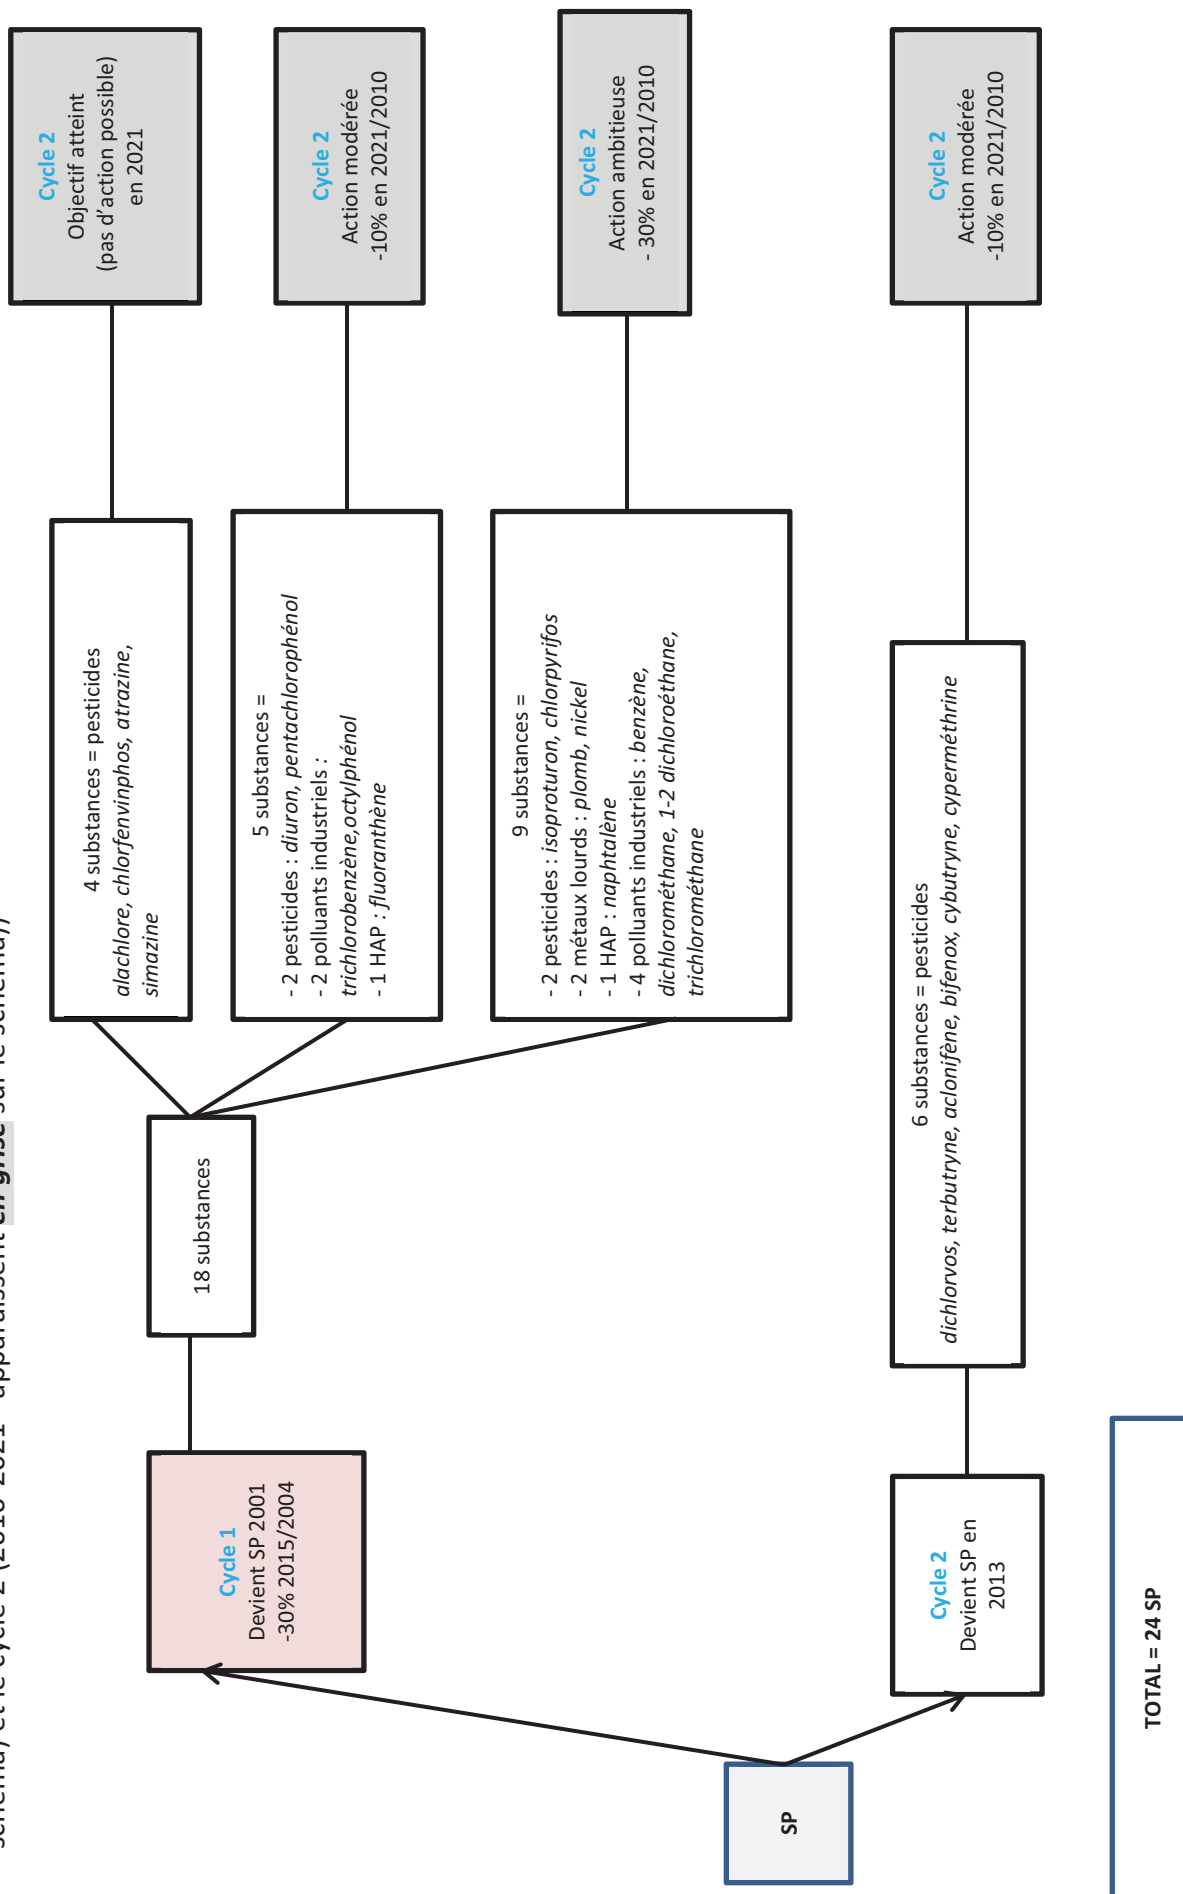 SP
Cycle 1
Devient SP 2001
-30% 2015/2004
18 substances
4 substances = pesticides
alachlore, chlorfenvinphos, atrazine,
simazine
Cycle 2
Objectif atteint
(pas d'action possible)
en 2021
5 substances =
- 2 pesticides : diuron, pentachlorophénol
- 2 polluants industriels :
trichlorobenzène,octylphénol
- 1 HAP : fluoranthène
Cycle 2
Action modérée
-10% en 2021/2010
9 substances =
- 2 pesticides : isoproturon, chlorpyrifos
- 2 métaux lourds : plomb, nickel
- 1 HAP : naphtalène
- 4 polluants industriels : benzène,
dichlorométhane, 1-2 dichloroéthane,
trichlorométhane
Cycle 2
Action ambitieuse
- 30% en 2021/2010
Cycle 2
Devient SP en
2013
6 substances = pesticides
dichlorvos, terbutryne, aclonifène, bifenox, cybutryne, cyperméthrine
Cycle 2
Action modérée
-10% en 2021/2010
TOTAL = 24 SP